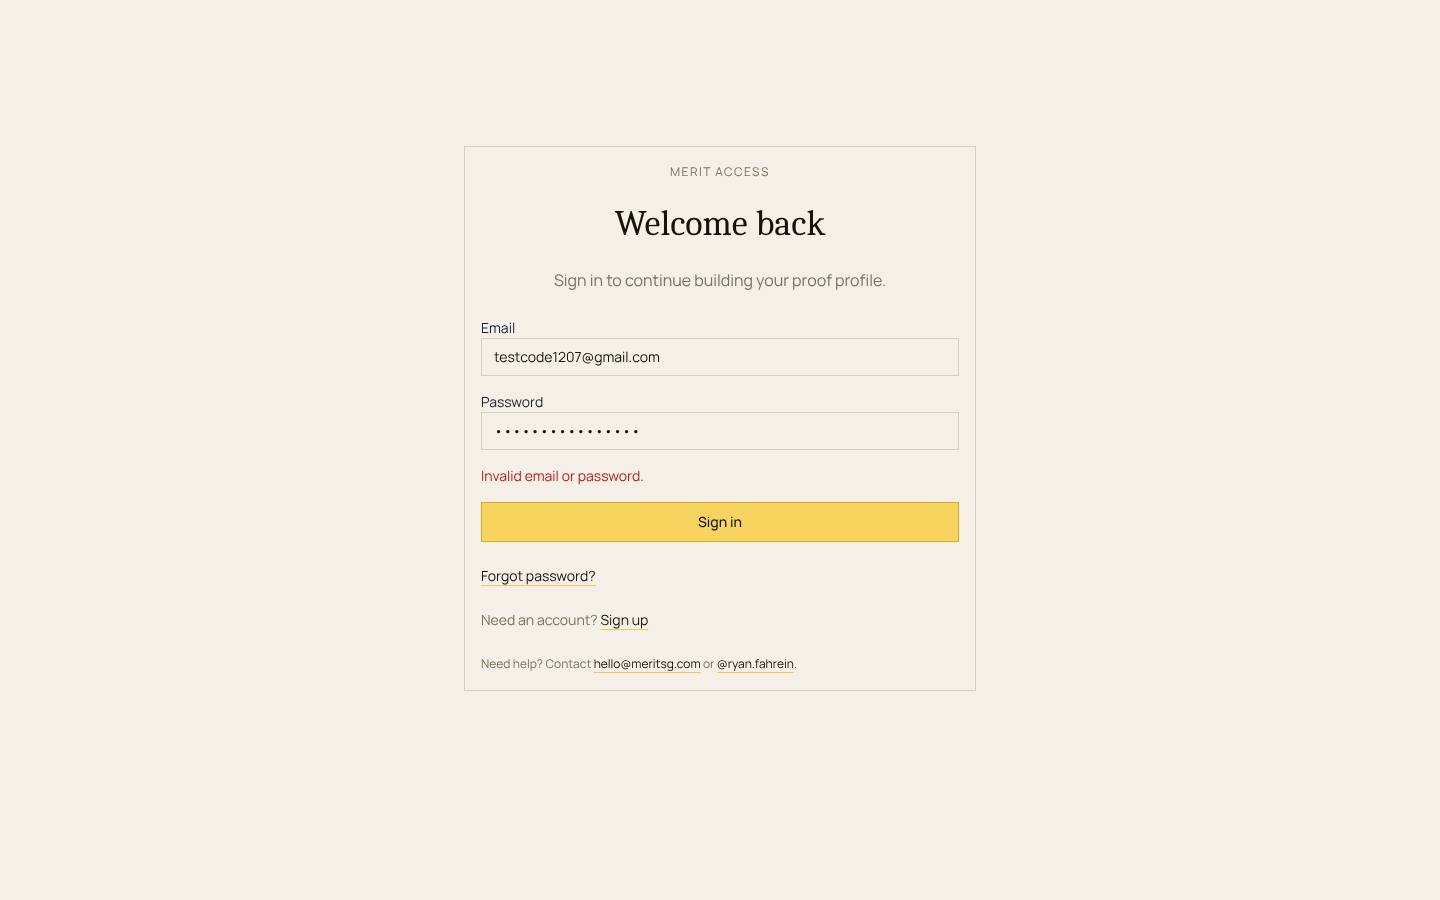 MERIT ACCESS
Welcome back
Sign in to continue building your proof profile.
Email
testcode1207@gmail.com
Password
••••••••••••••••
Invalid email or password.
Sign in
Forgot password?
Need an account? Sign up
Need help? Contact hello@meritsg.com or @ryan.fahrein.